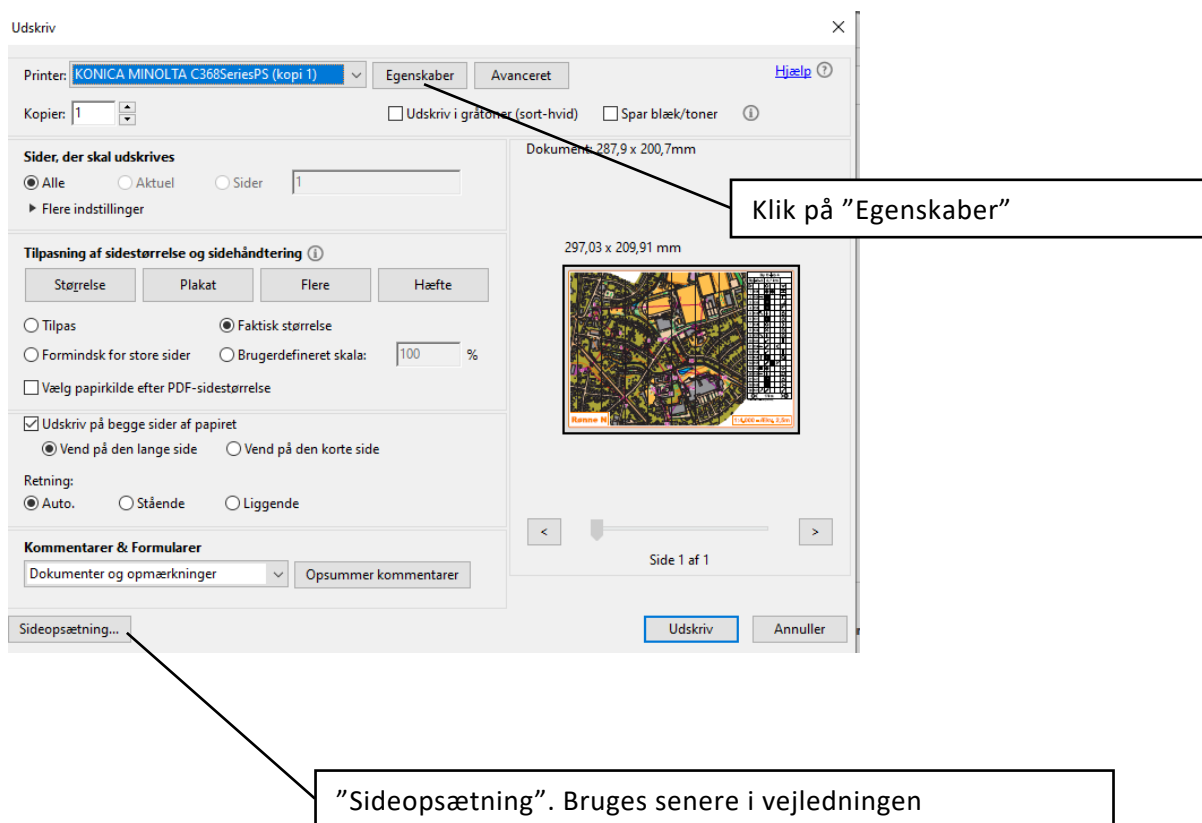 Udskriv
Printer: KONICA MINOLTA C368SeriesPS (kopi 1) Egenskaber Avanceret Hjælp
Kopier: 1 Udskriv i gråtoner (sort-hvid) Spar blæk/toner
Sider, der skal udskrives
Alle Aktuel Sider 1
Flere indstillinger
Dokument: 287,9 x 200,7mm
Klik på ”Egenskaber”
Tilpasning af sidestørrelse og sidehåndtering
Størrelse Plakat Flere Hæfte
Tilpas Faktisk størrelse
Formindsk for store sider Brugerdefineret skala: 100 %
Vælg papirkilde efter PDF-sidestørrelse
297,03 x 209,91 mm
Rønne N
Udskriv på begge sider af papiret
Vend på den lange side Vend på den korte side
Retning:
Auto. Stående Liggende
< >
Side 1 af 1
Kommentarer & Formularer
Dokumenter og opmærkninger Opsummer kommentarer
Sideopsætning... Udskriv Annuller
”Sideopsætning”. Bruges senere i vejledningen